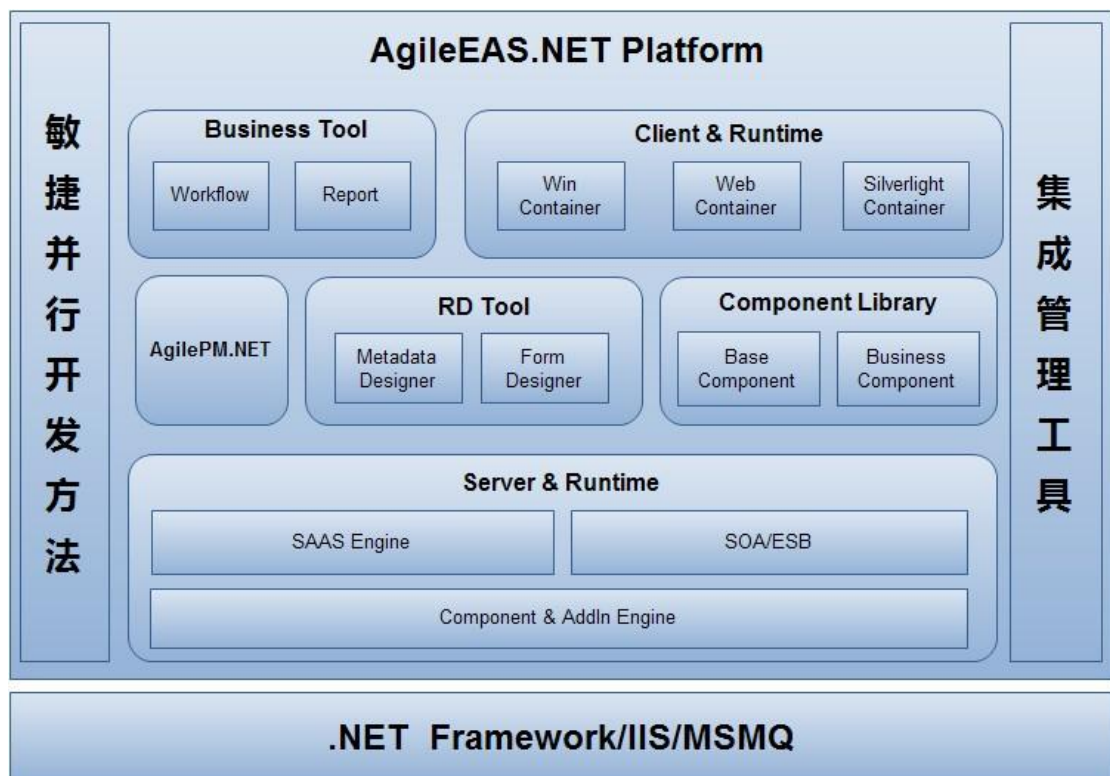 AgileEAS.NET Platform
敏捷并行开发方法
Business Tool
Workflow
Report
Client & Runtime
Win
Container
Web
Container
Silverlight
Container
AgilePM.NET
RD Tool
Metadada
Designer
Form
Designer
Component Library
Base
Component
Business
Component
Server & Runtime
SAAS Engine
SOA/ESB
Component & AddIn Engine
集成管理工具
.NET Framework/IIS/MSMQ